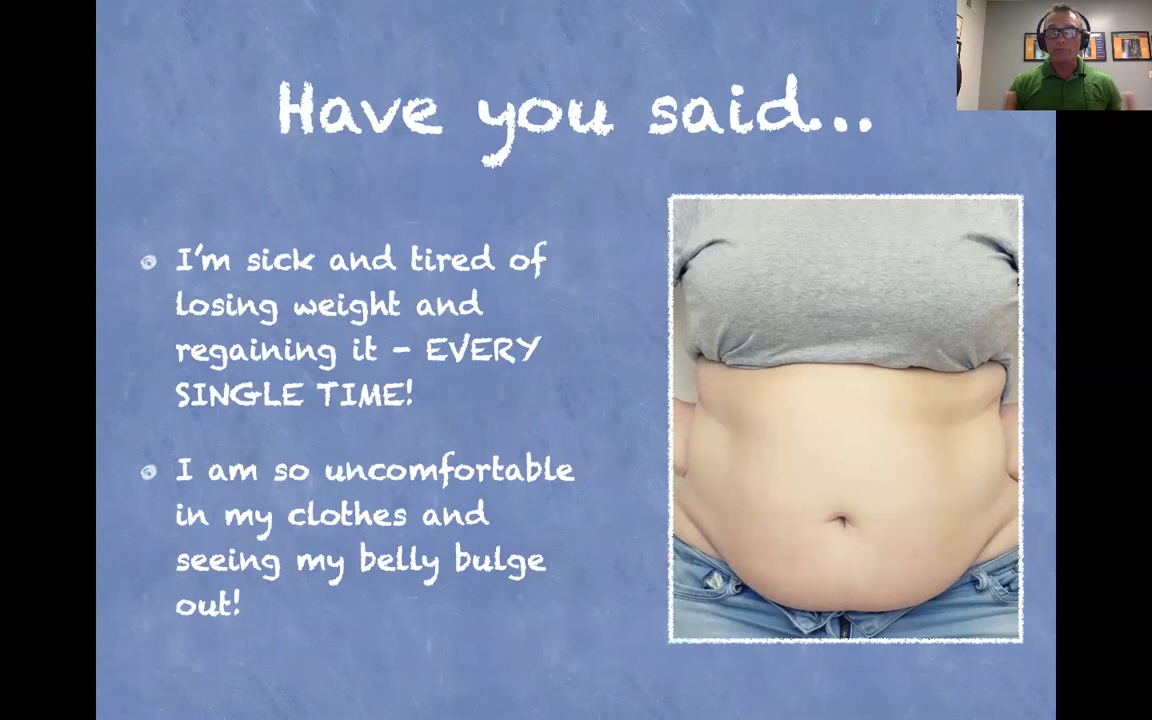 Have you said...
I'm sick and tired of
losing weight and
regaining it - EVERY
SINGLE TIME!
I am so uncomfortable
in my clothes and
seeing my belly bulge
out!